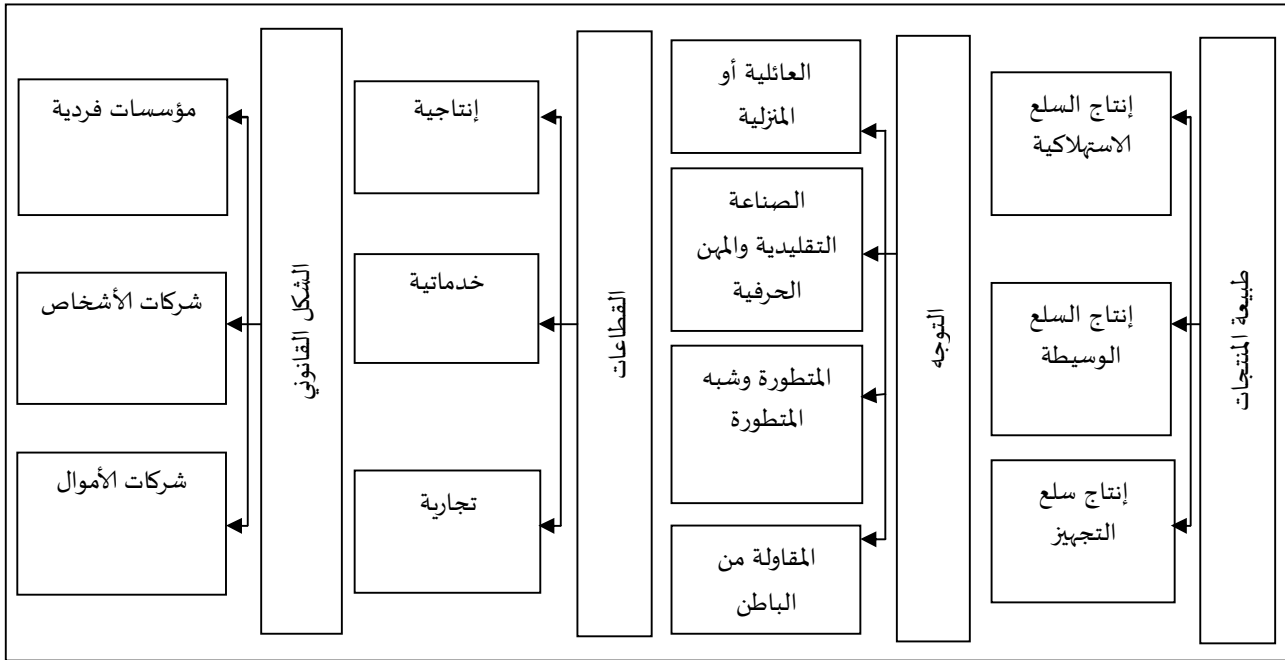 طبيعة المنتجات
إنتاج السلع
الاستهلاكية
إنتاج السلع
الوسيطة
إنتاج سلع
التجهيز
التوجه
العائلية أو
المنزلية
الصناعة
التقليدية والمهن
الحرفية
المتطورة وشبه
المتطورة
المقاولة من
الباطن
القطاعات
إنتاجية
خدماتية
تجارية
الشكل القانوني
مؤسسات فردية
شركات الأشخاص
شركات الأموال